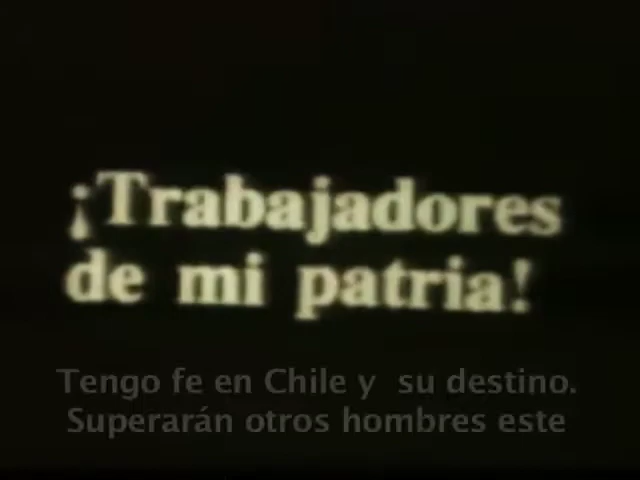 ¡Trabajadores
de mi patria!
Tengo fe en Chile y su destino.
Superarán otros hombres este